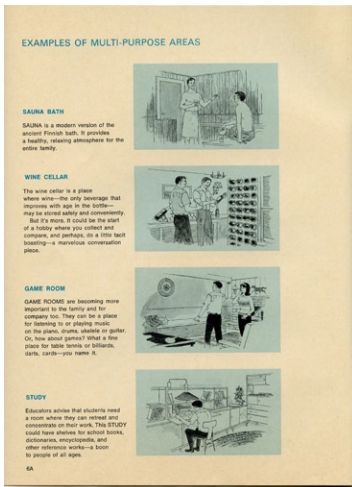 EXAMPLES OF MULTI-PURPOSE AREAS
SAUNA BATH
SAUNA is a modern version of the
ancient Finnish bath. It provides
a healthy, relaxing atmosphere for the
entire family.
WINE CELLAR
The wine cellar is a place
where wine—the only beverage that
improves with age in the bottle—
may be stored safely and conveniently.
But it's more. It could be the start
of a hobby where you collect and
compare, and perhaps, do a little tacit
boasting—a marvelous conversation
piece.
GAME ROOM
GAME ROOMS are becoming more
important to the family and for
company too. They can be a place
for listening to or playing music
on the piano, drums, ukelele or guitar.
Or, how about games? What a fine
place for table tennis or billiards,
darts, cards—you name it.
STUDY
Educators advise that students need
a room where they can retreat and
concentrate on their work. This STUDY
could have shelves for school books,
dictionaries, encyclopedia, and
other reference works—a boon
to people of all ages.
6A